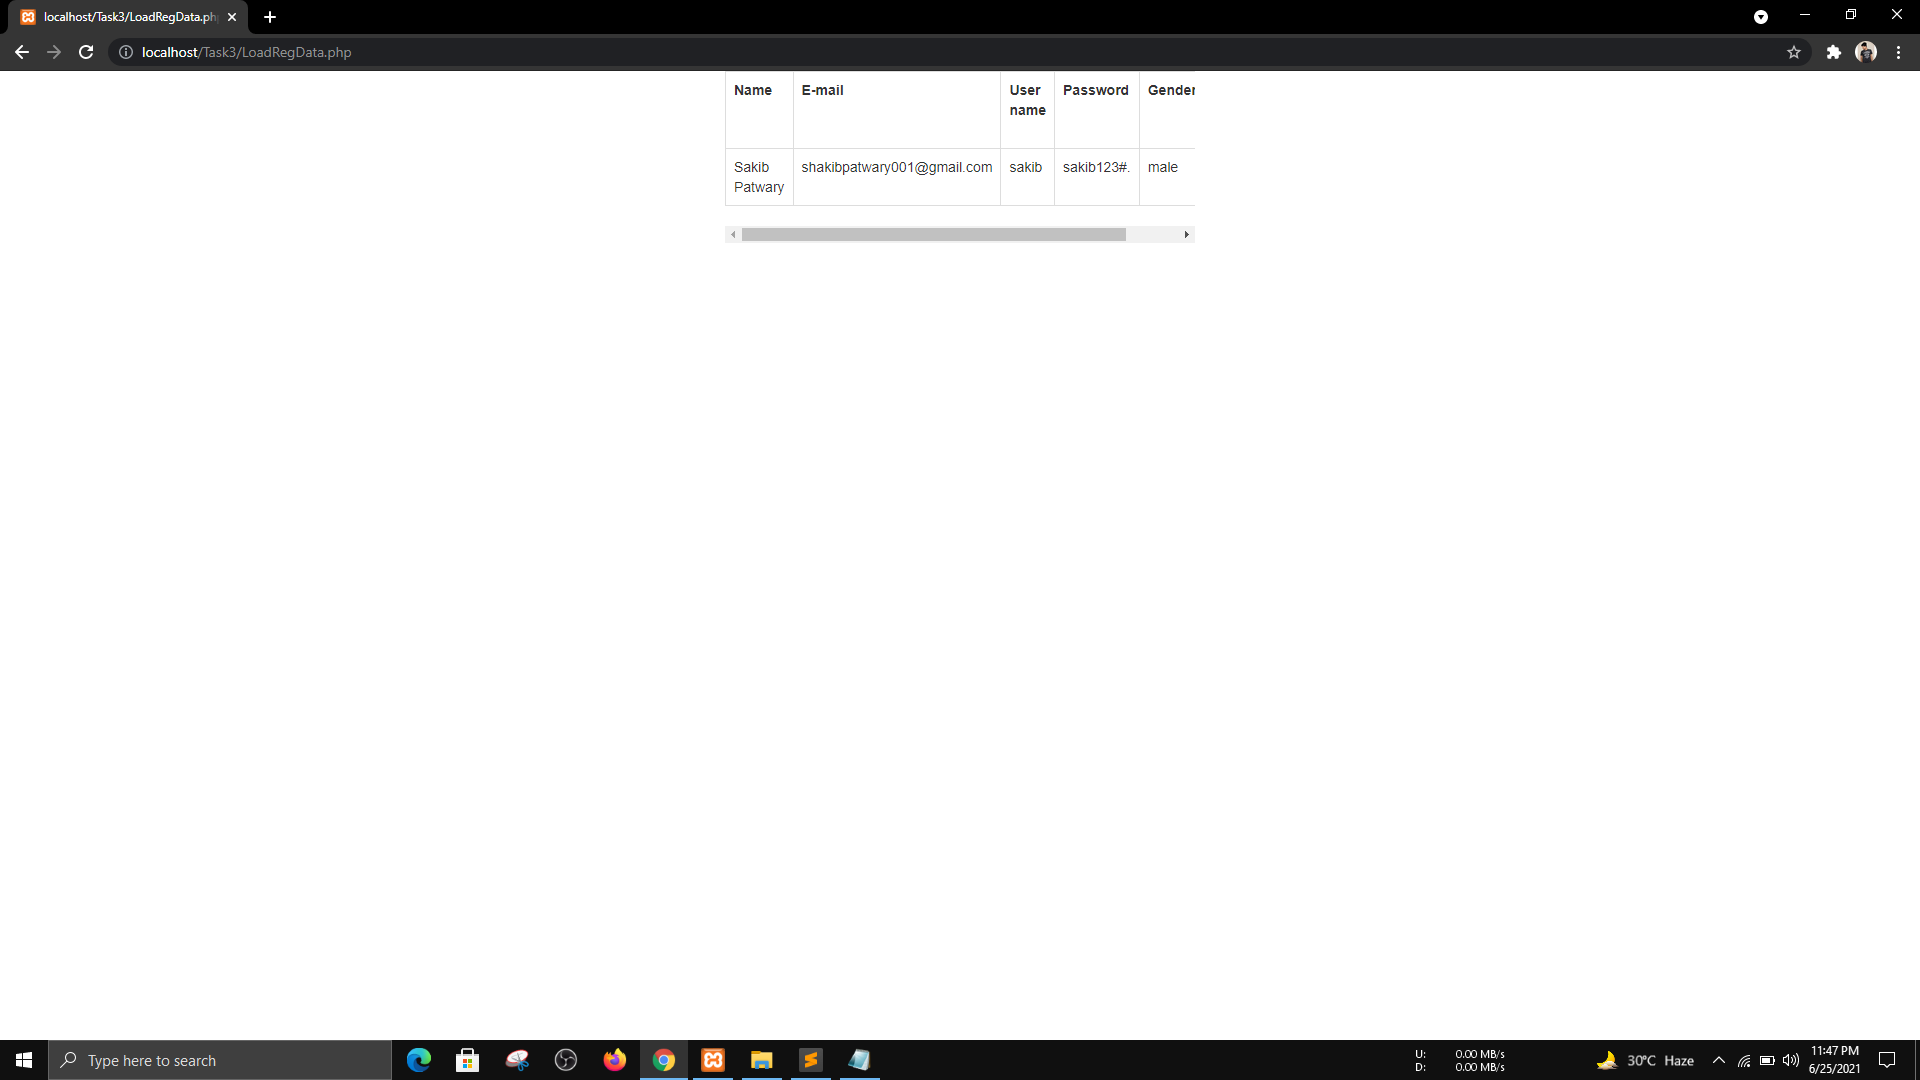 localhost/Task3/LoadRegData.ph
localhost/Task3/LoadRegData.php
Name E-mail User name Password Gender
Sakib Patwary shakibpatwary001@gmail.com sakib sakib123#. male
Type here to search
U: 0.00 MB/s
D: 0.00 MB/s
30°C Haze
11:47 PM
6/25/2021